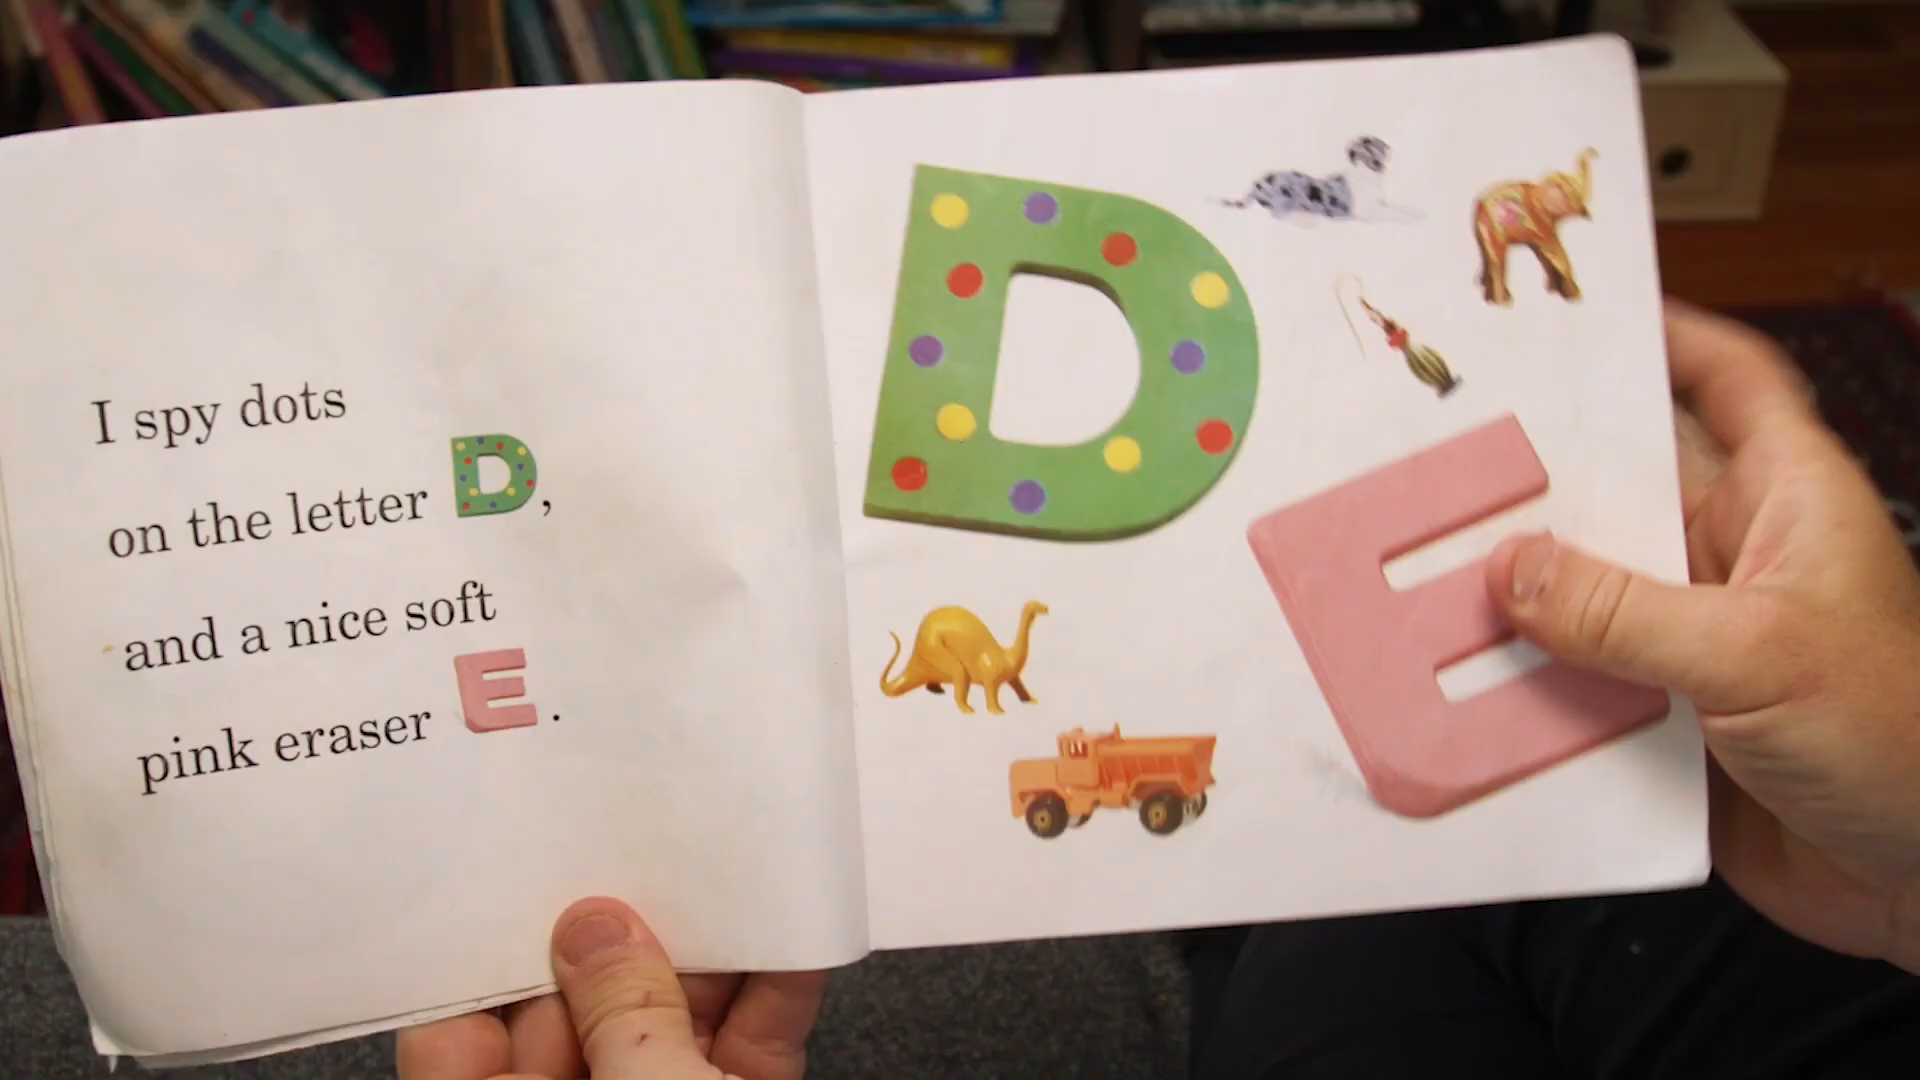 I spy dots
on the letter D,
and a nice soft
pink eraser E.
D
E